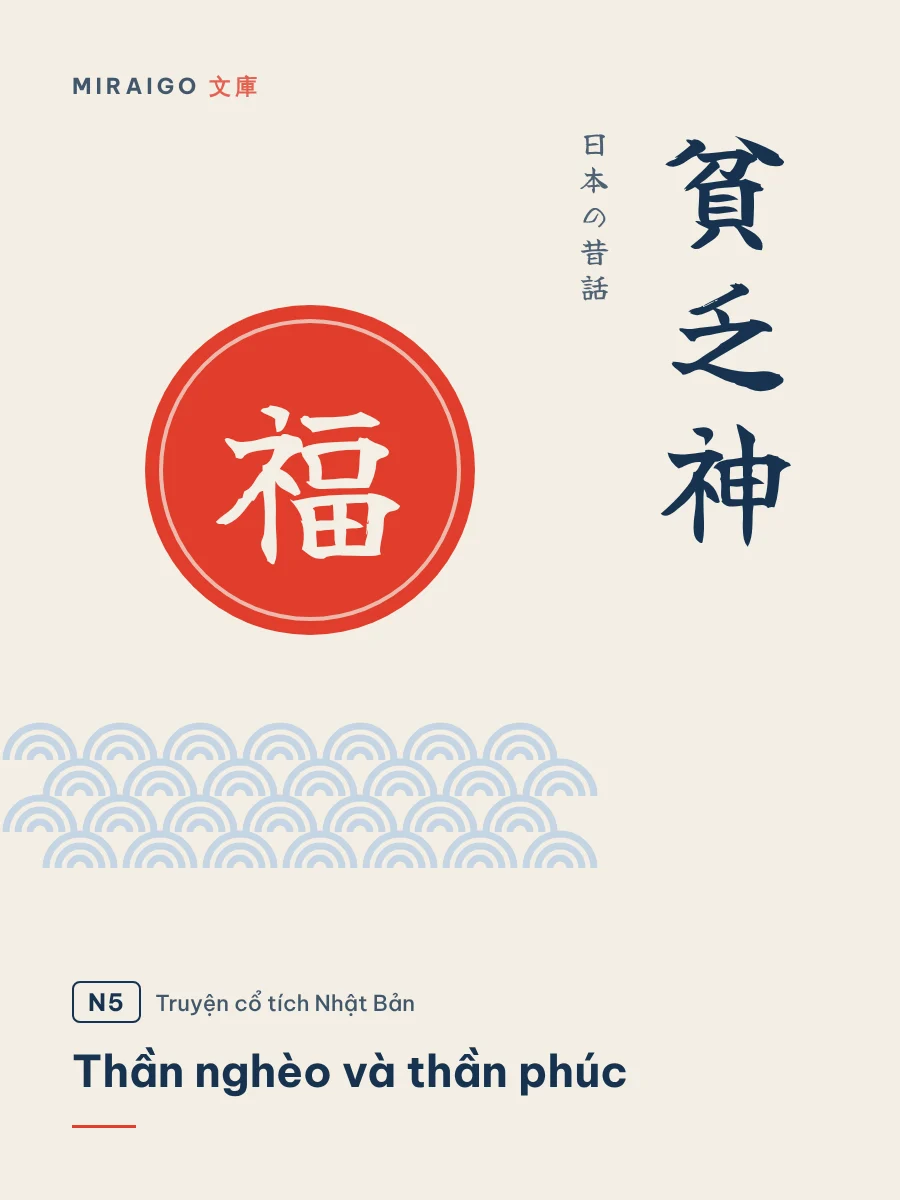 MIRAIGO 文庫
貧乏神
日本の昔話
福
N5 Truyện cổ tích Nhật Bản
Thần nghèo và thần phúc